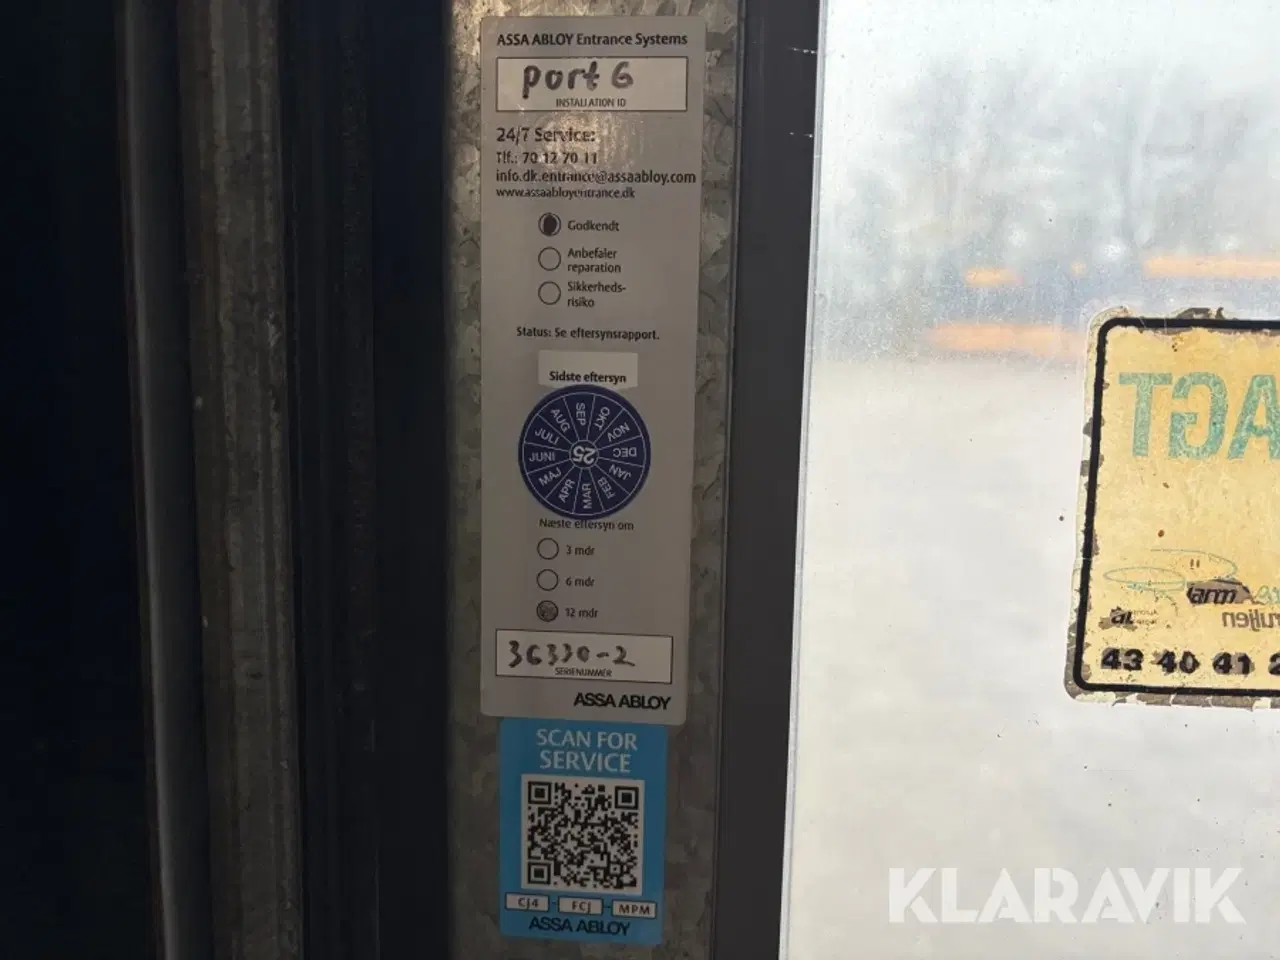 ASSA ABLOY Entrance Systems
port 6
INSTALLATION ID
24/7 Service:
Tlf.: 70 12 70 11
info.dk.entrance@assaabloy.com
www.assaabloyentrance.dk
Godkendt
Anbefaler
reparation
Sikkerheds-
risiko
Status: Se eftersynsrapport.
Sidste eftersyn
JAN
FEB
MAR
APR
MAJ
JUNI
JULI
AUG
SEP
OKT
NOV
DEC
25
Næste eftersyn om
3 mdr
6 mdr
12 mdr
36330-2
SERIENUMMER
ASSA ABLOY
SCAN FOR
SERVICE
CJ4 - FCJ - MPM
ASSA ABLOY
AGT
43 40 41
KLARAVIK